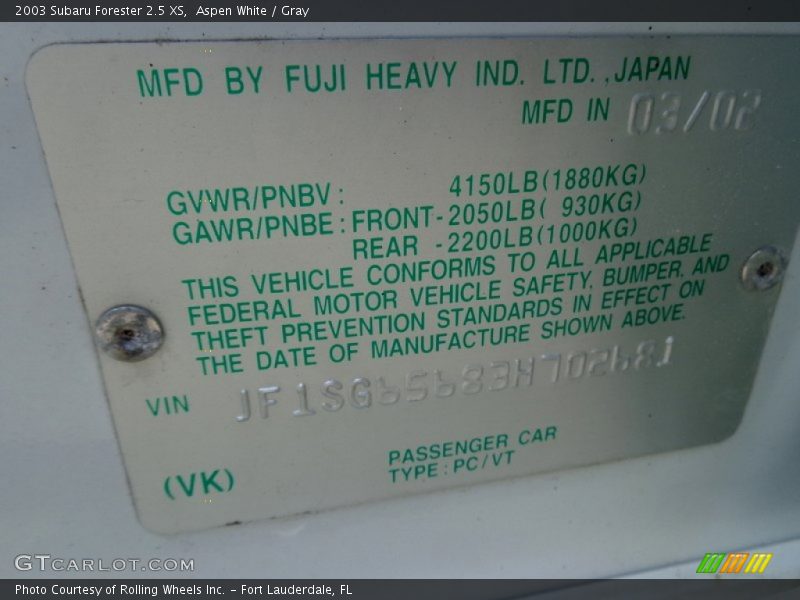 2003 Subaru Forester 2.5 XS, Aspen White / Gray
MFD BY FUJI HEAVY IND. LTD., JAPAN
MFD IN 03/02
GVWR/PNBV: 4150LB(1880KG)
GAWR/PNBE: FRONT-2050LB( 930KG)
REAR -2200LB(1000KG)
THIS VEHICLE CONFORMS TO ALL APPLICABLE
FEDERAL MOTOR VEHICLE SAFETY, BUMPER, AND
THEFT PREVENTION STANDARDS IN EFFECT ON
THE DATE OF MANUFACTURE SHOWN ABOVE.
VIN JF1SG65683H702681
PASSENGER CAR
(VK) TYPE: PC/VT
GTCARLOT.COM
Photo Courtesy of Rolling Wheels Inc. – Fort Lauderdale, FL